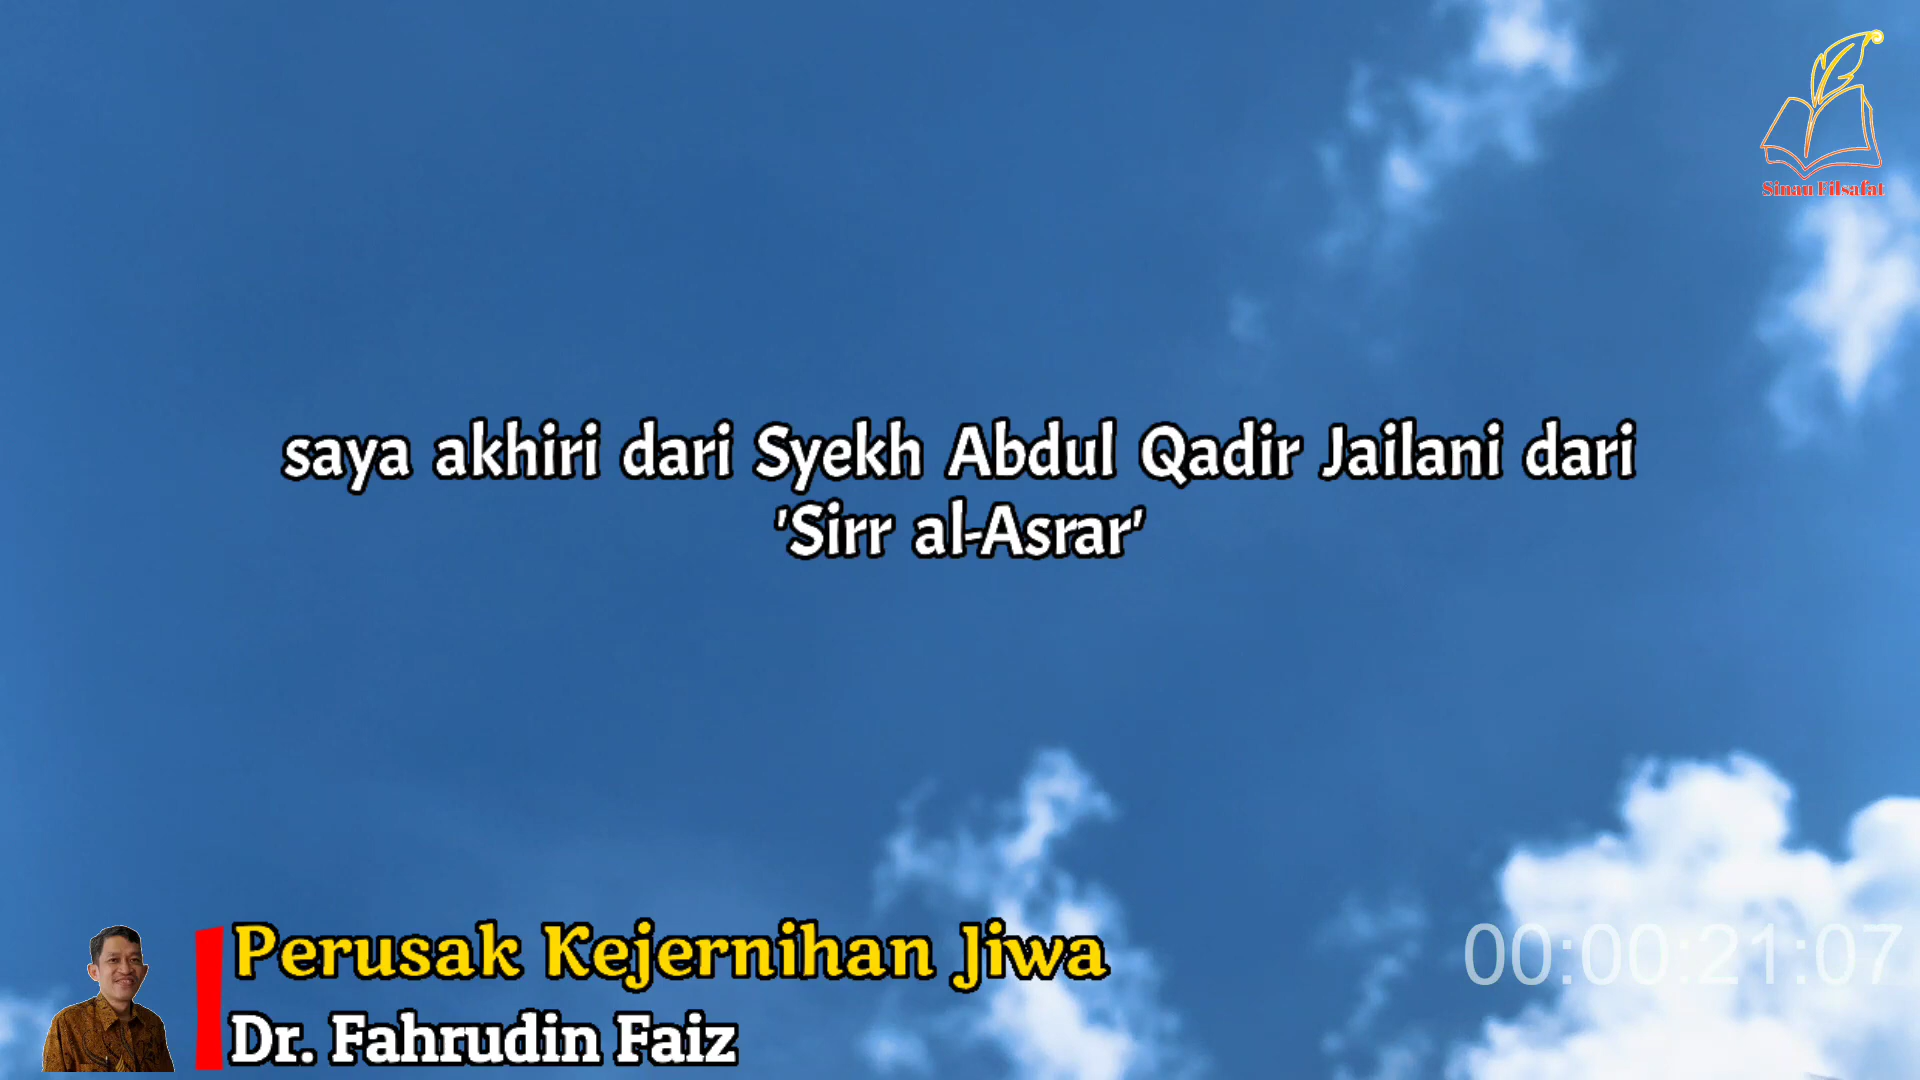 Sinau Filsafat
saya akhiri dari Syekh Abdul Qadir Jailani dari
'Sirr al-Asrar'
Perusak Kejernihan Jiwa
Dr. Fahrudin Faiz
00:00:21:07